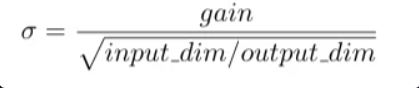 σ = gain / √(input_dim/output_dim)